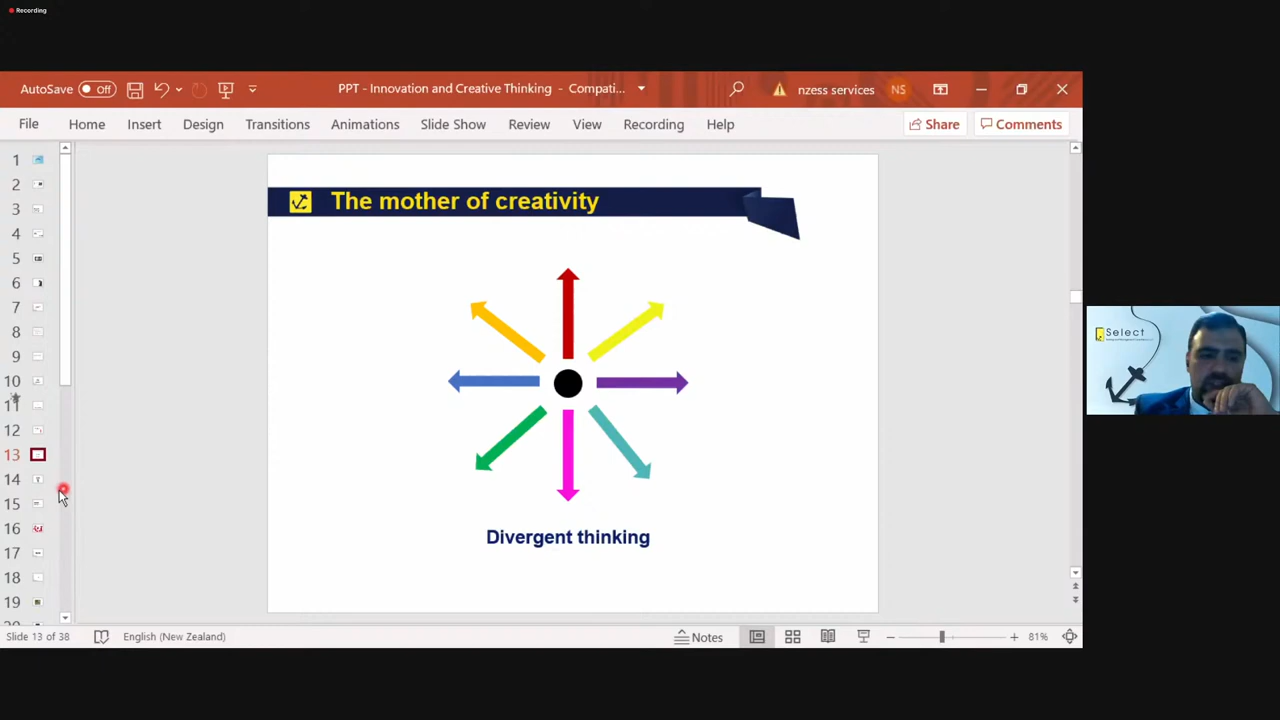 Recording
AutoSave Off PPT - Innovation and Creative Thinking - Compati... nzess services NS
File Home Insert Design Transitions Animations Slide Show Review View Recording Help Share Comments
1
2
3
4
5
6
7
8
9
10
11
12
13
14
15
16
17
18
19
The mother of creativity
Divergent thinking
Select
Slide 13 of 38 English (New Zealand) Notes 81%